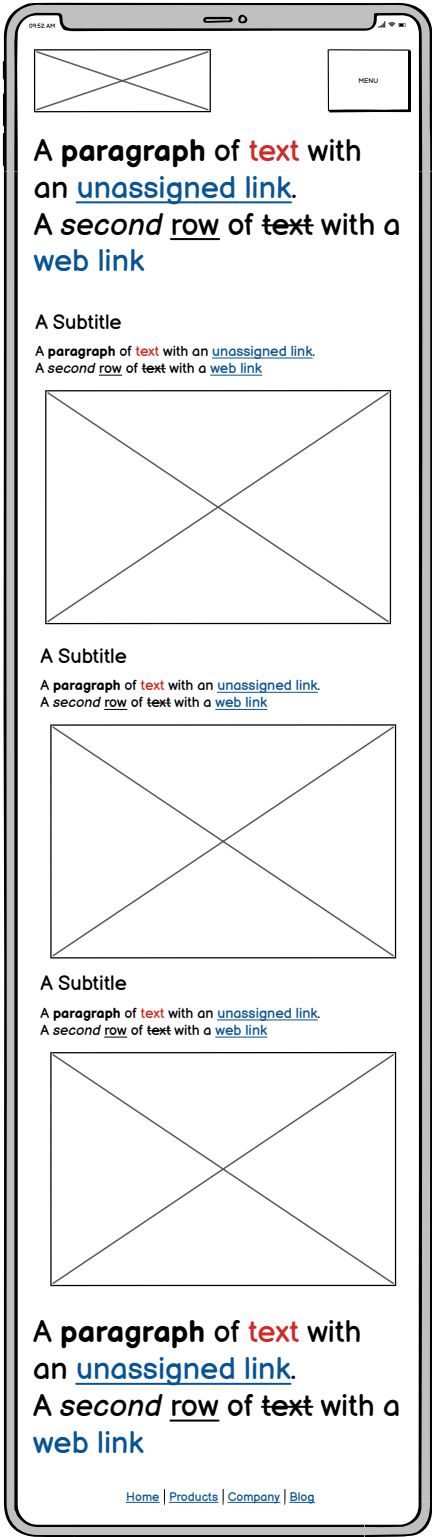 09:52 AM
MENU
A paragraph of text with
an unassigned link.
A second row of text with a
web link
A Subtitle
A paragraph of text with an unassigned link.
A second row of text with a web link
A Subtitle
A paragraph of text with an unassigned link.
A second row of text with a web link
A Subtitle
A paragraph of text with an unassigned link.
A second row of text with a web link
A paragraph of text with
an unassigned link.
A second row of text with a
web link
Home | Products | Company | Blog